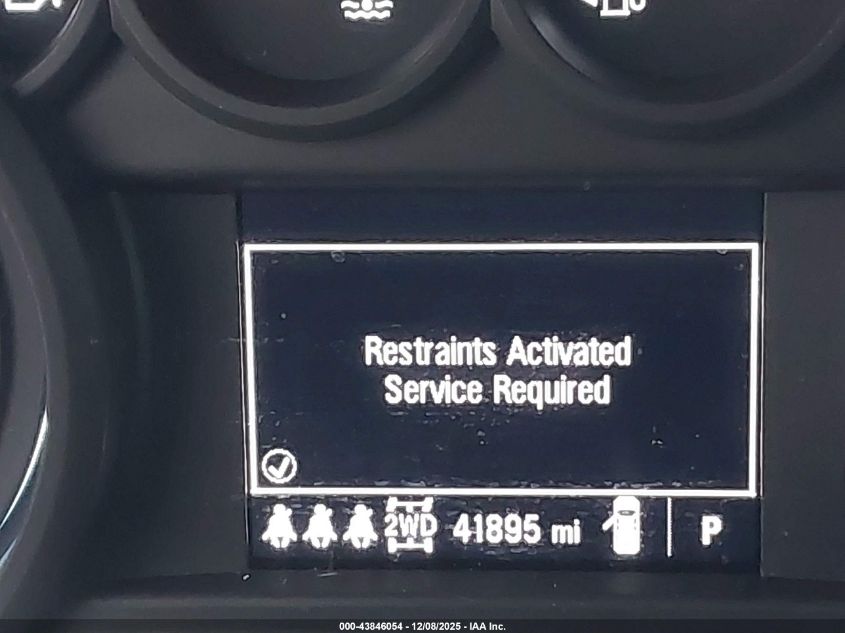 Restraints Activated
Service Required
2WD 41895 mi P
000-43846054 - 12/08/2025 - IAA Inc.